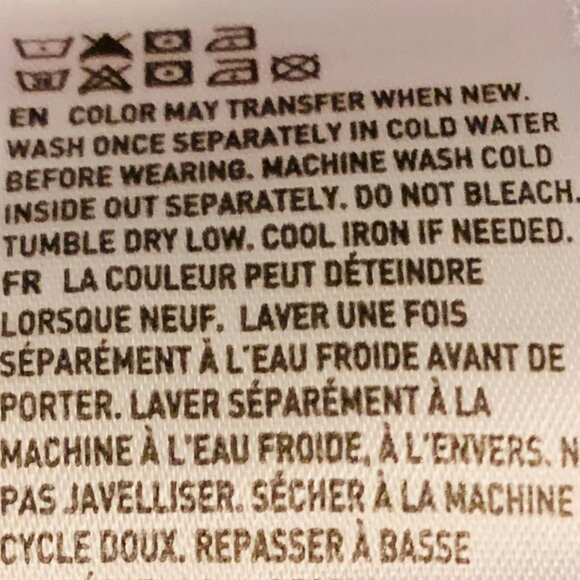 EN COLOR MAY TRANSFER WHEN NEW.
WASH ONCE SEPARATELY IN COLD WATER
BEFORE WEARING. MACHINE WASH COLD
INSIDE OUT SEPARATELY. DO NOT BLEACH.
TUMBLE DRY LOW. COOL IRON IF NEEDED.
FR LA COULEUR PEUT DÉTEINDRE
LORSQUE NEUF. LAVER UNE FOIS
SÉPARÉMENT À L'EAU FROIDE AVANT DE
PORTER. LAVER SÉPARÉMENT À LA
MACHINE À L'EAU FROIDE, À L'ENVERS. N
PAS JAVELLISER. SÉCHER À LA MACHINE
CYCLE DOUX. REPASSER À BASSE